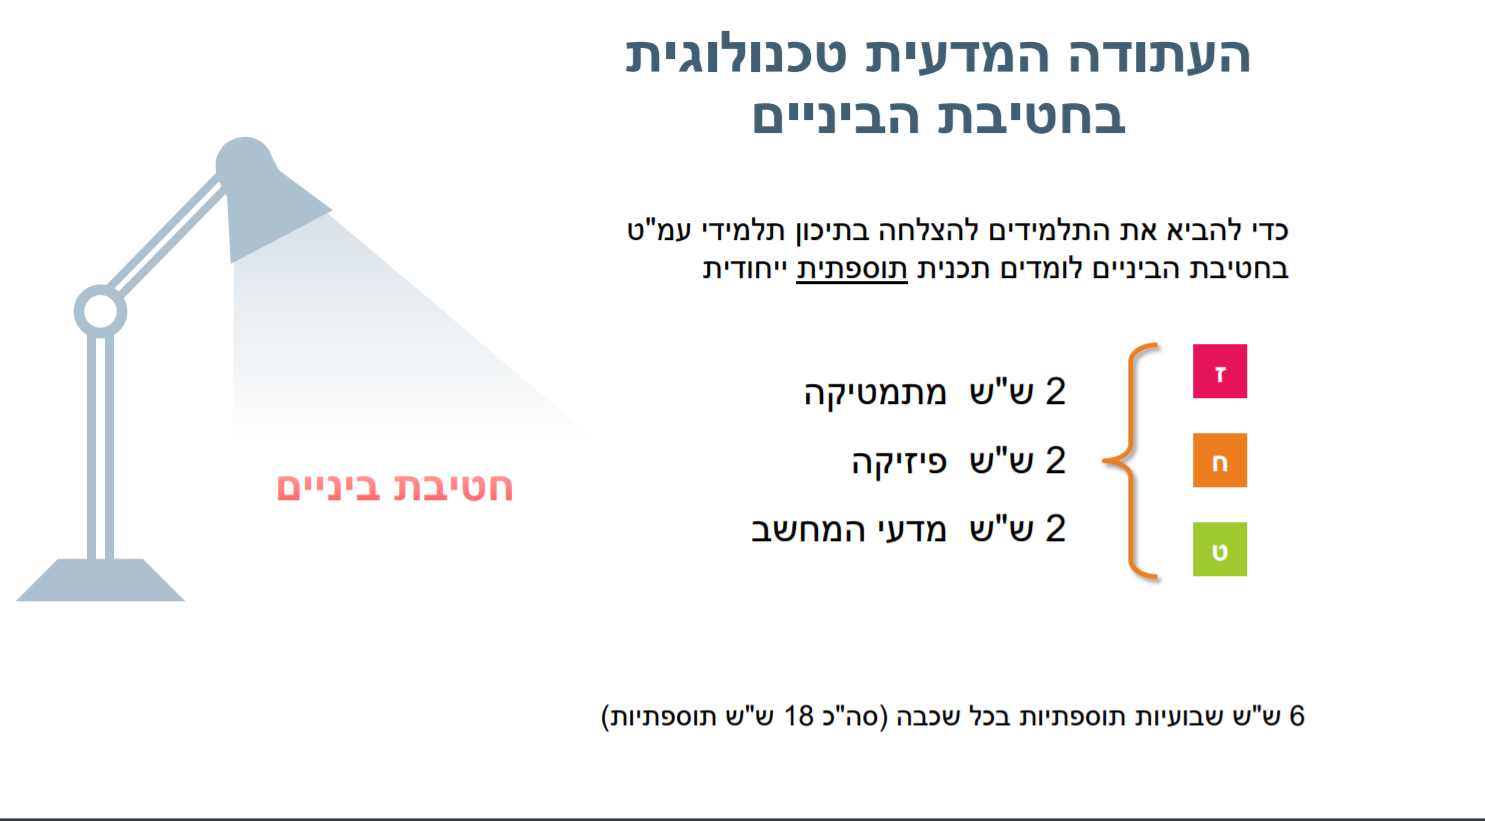 העתודה המדעית טכנולוגית
בחטיבת הביניים
כדי להביא את התלמידים להצלחה בתיכון תלמידי עמ"ט
בחטיבת הביניים לומדים תכנית תוספתית ייחודית
ז
ח
ט
2 ש"ש מתמטיקה
2 ש"ש פיזיקה
2 ש"ש מדעי המחשב
חטיבת ביניים
6 ש"ש שבועיות תוספתיות בכל שכבה (סה"כ 18 ש"ש תוספתיות)